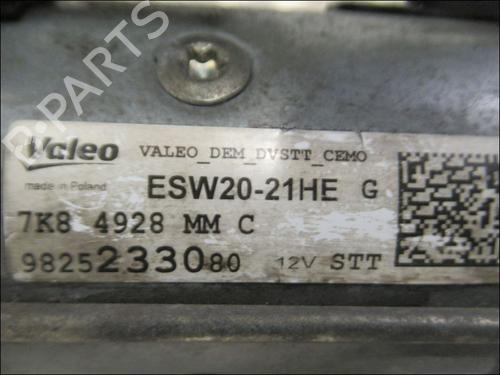 B-PARTS
Valeo
VALEO_DEM_DVSTT_CEMO
made in Poland
ESW20-21HE G
7K8 4928 MM C
9825233080 12V STT